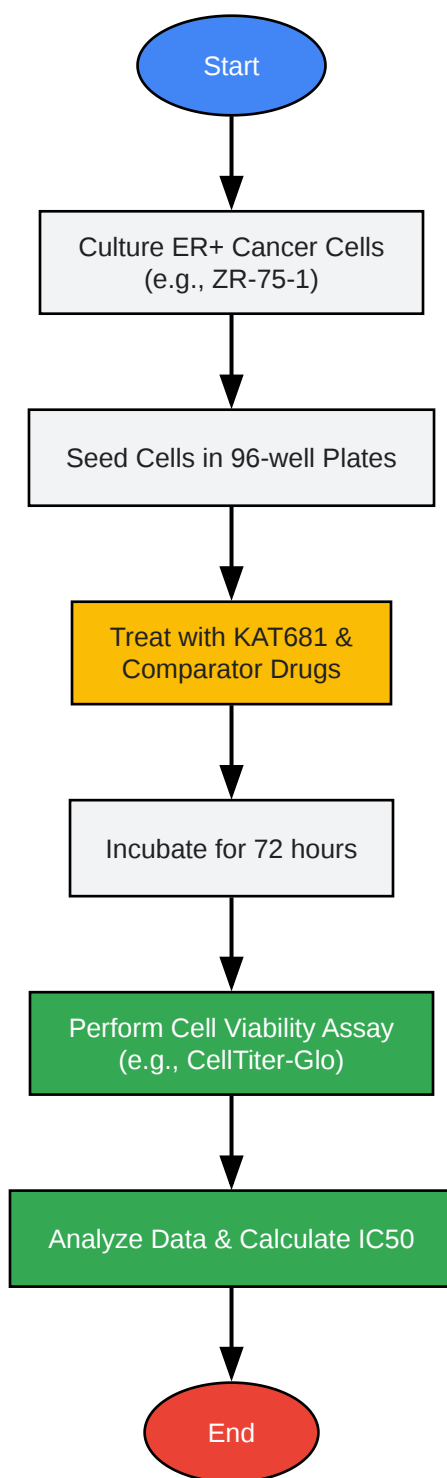 Start
Culture ER+ Cancer Cells
(e.g., ZR-75-1)
Seed Cells in 96-well Plates
Treat with KAT681 &
Comparator Drugs
Incubate for 72 hours
Perform Cell Viability Assay
(e.g., CellTiter-Glo)
Analyze Data & Calculate IC50
End